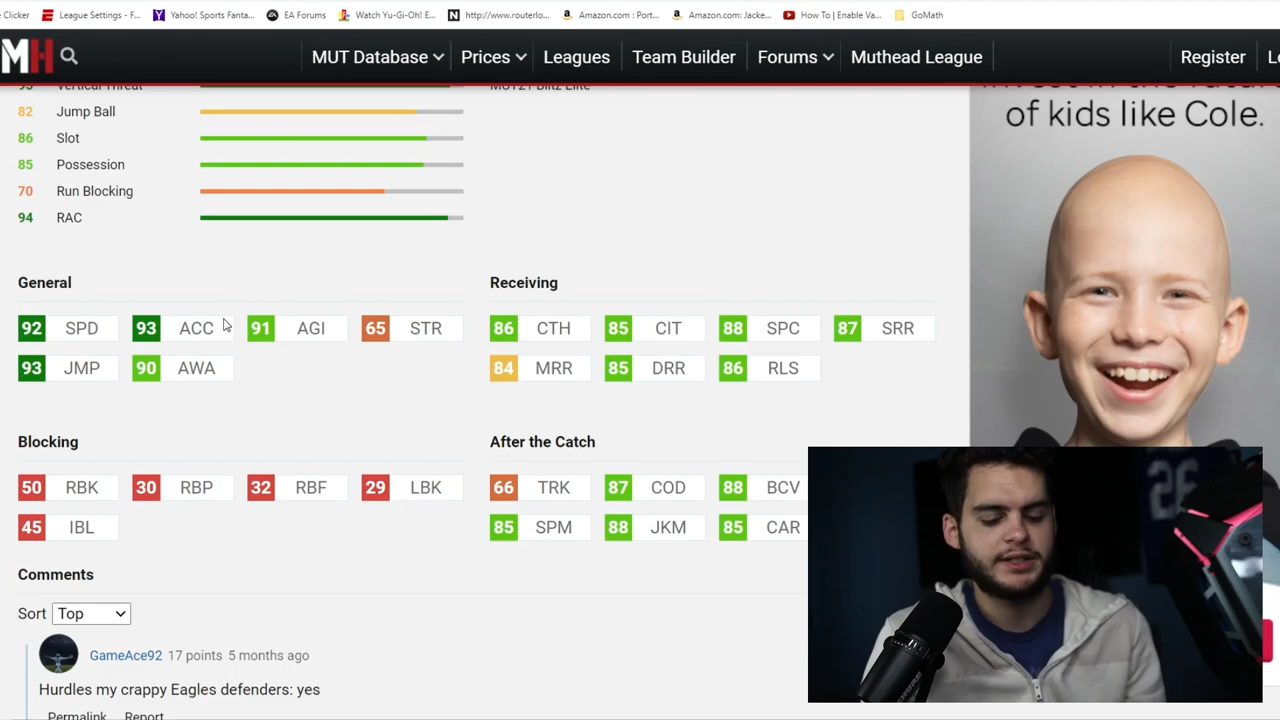 Clicker League Settings - F... Yahoo! Sports Fanta... EA Forums Watch Yu-Gi-Oh! E... http://www.routerlo... Amazon.com : Port... Amazon.com: Jacke... How To | Enable Va... GoMath
MH MUT Database Prices Leagues Team Builder Forums Muthead League Register
Vertical Threat
82 Jump Ball
86 Slot
85 Possession
70 Run Blocking
94 RAC
of kids like Cole.
General
92 SPD 93 ACC 91 AGI 65 STR
93 JMP 90 AWA
Receiving
86 CTH 85 CIT 88 SPC 87 SRR
84 MRR 85 DRR 86 RLS
Blocking
50 RBK 30 RBP 32 RBF 29 LBK
45 IBL
After the Catch
66 TRK 87 COD 88 BCV
85 SPM 88 JKM 85 CAR
Comments
Sort Top
GameAce92 17 points 5 months ago
Hurdles my crappy Eagles defenders: yes
Permalink Report
26